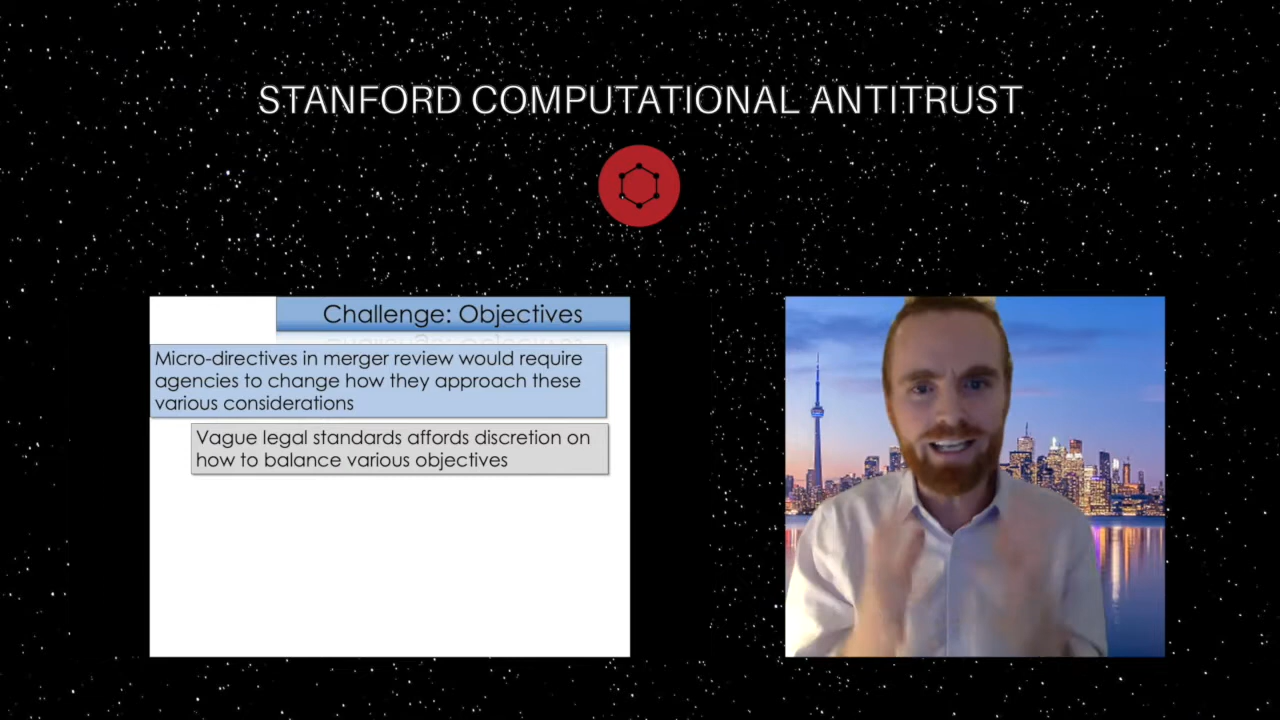 STANFORD COMPUTATIONAL ANTITRUST
Challenge: Objectives
Micro-directives in merger review would require
agencies to change how they approach these
various considerations
Vague legal standards affords discretion on
how to balance various objectives